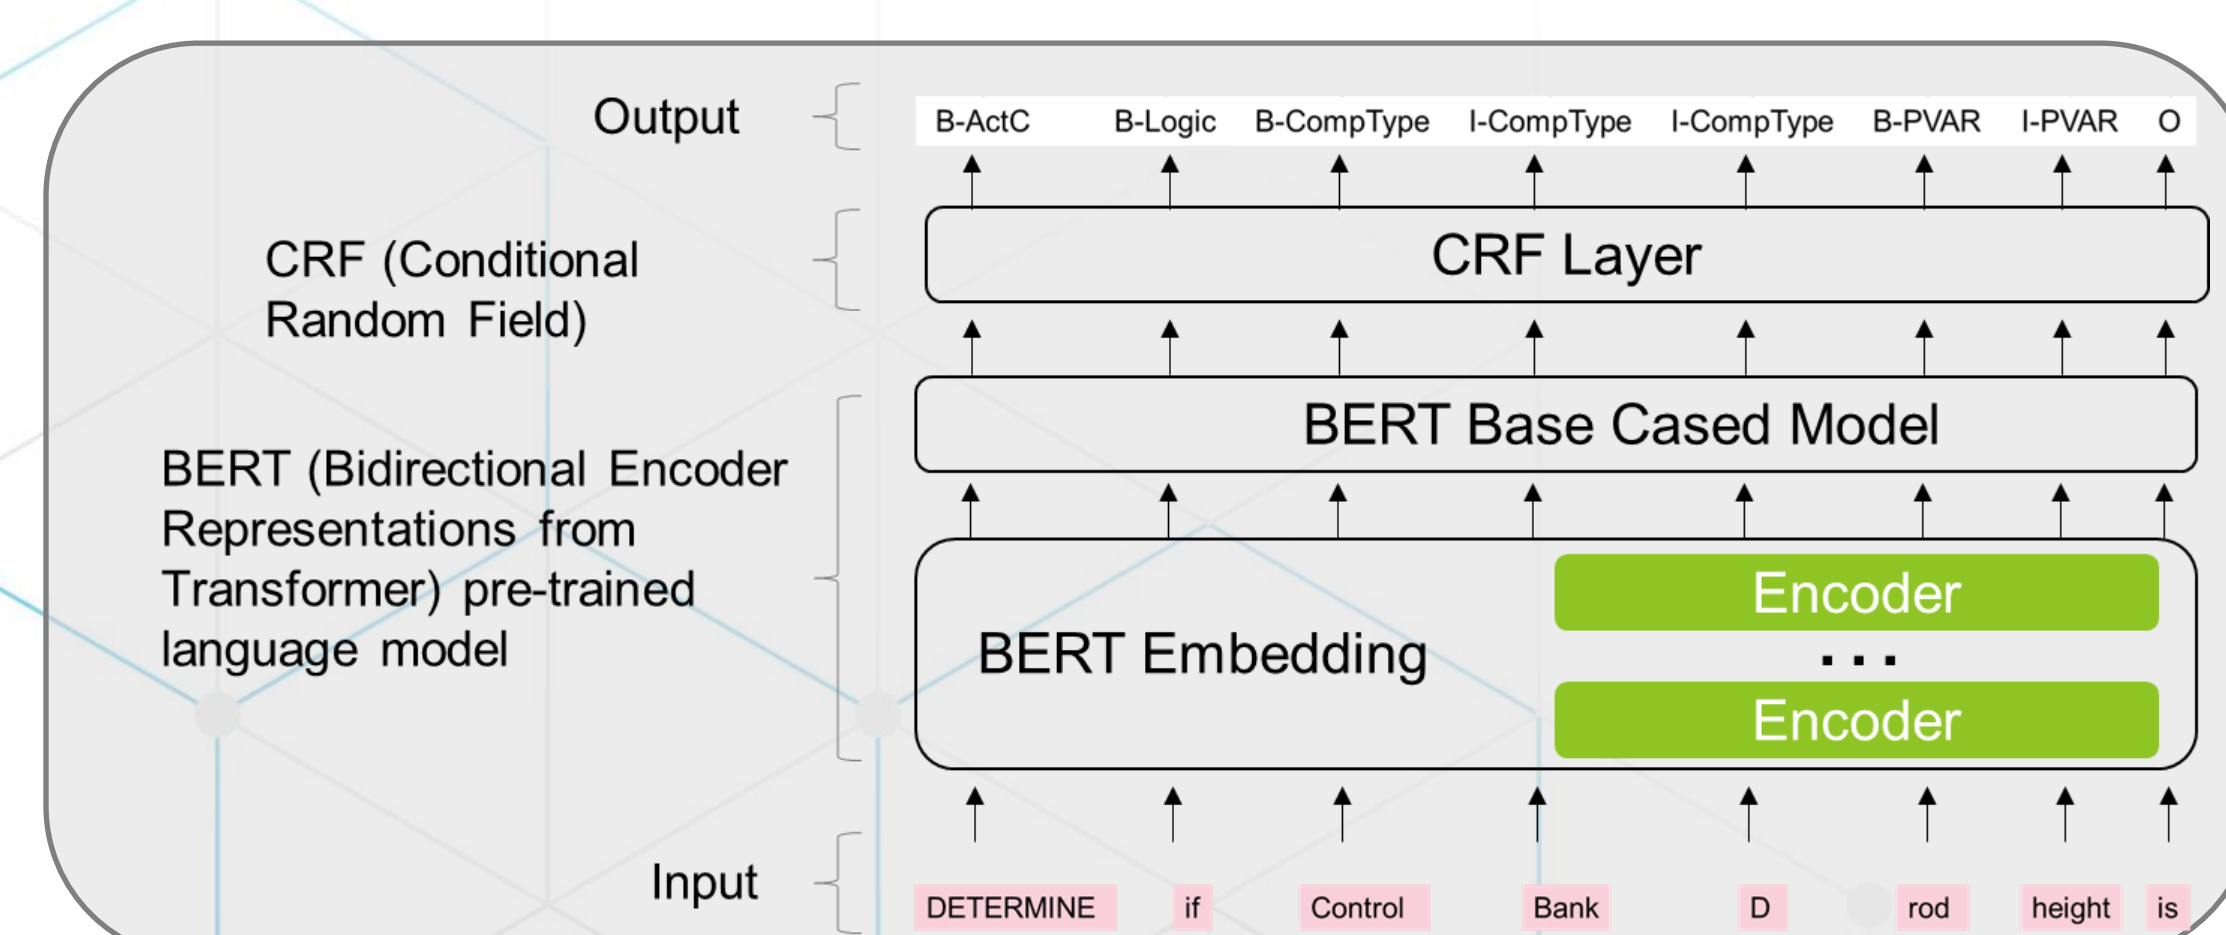 Output
B-ActC B-Logic B-CompType I-CompType I-CompType B-PVAR I-PVAR O
CRF (Conditional
Random Field)
CRF Layer
BERT Base Cased Model
BERT (Bidirectional Encoder
Representations from
Transformer) pre-trained
language model
BERT Embedding
Encoder
...
Encoder
Input
DETERMINE if Control Bank D rod height is